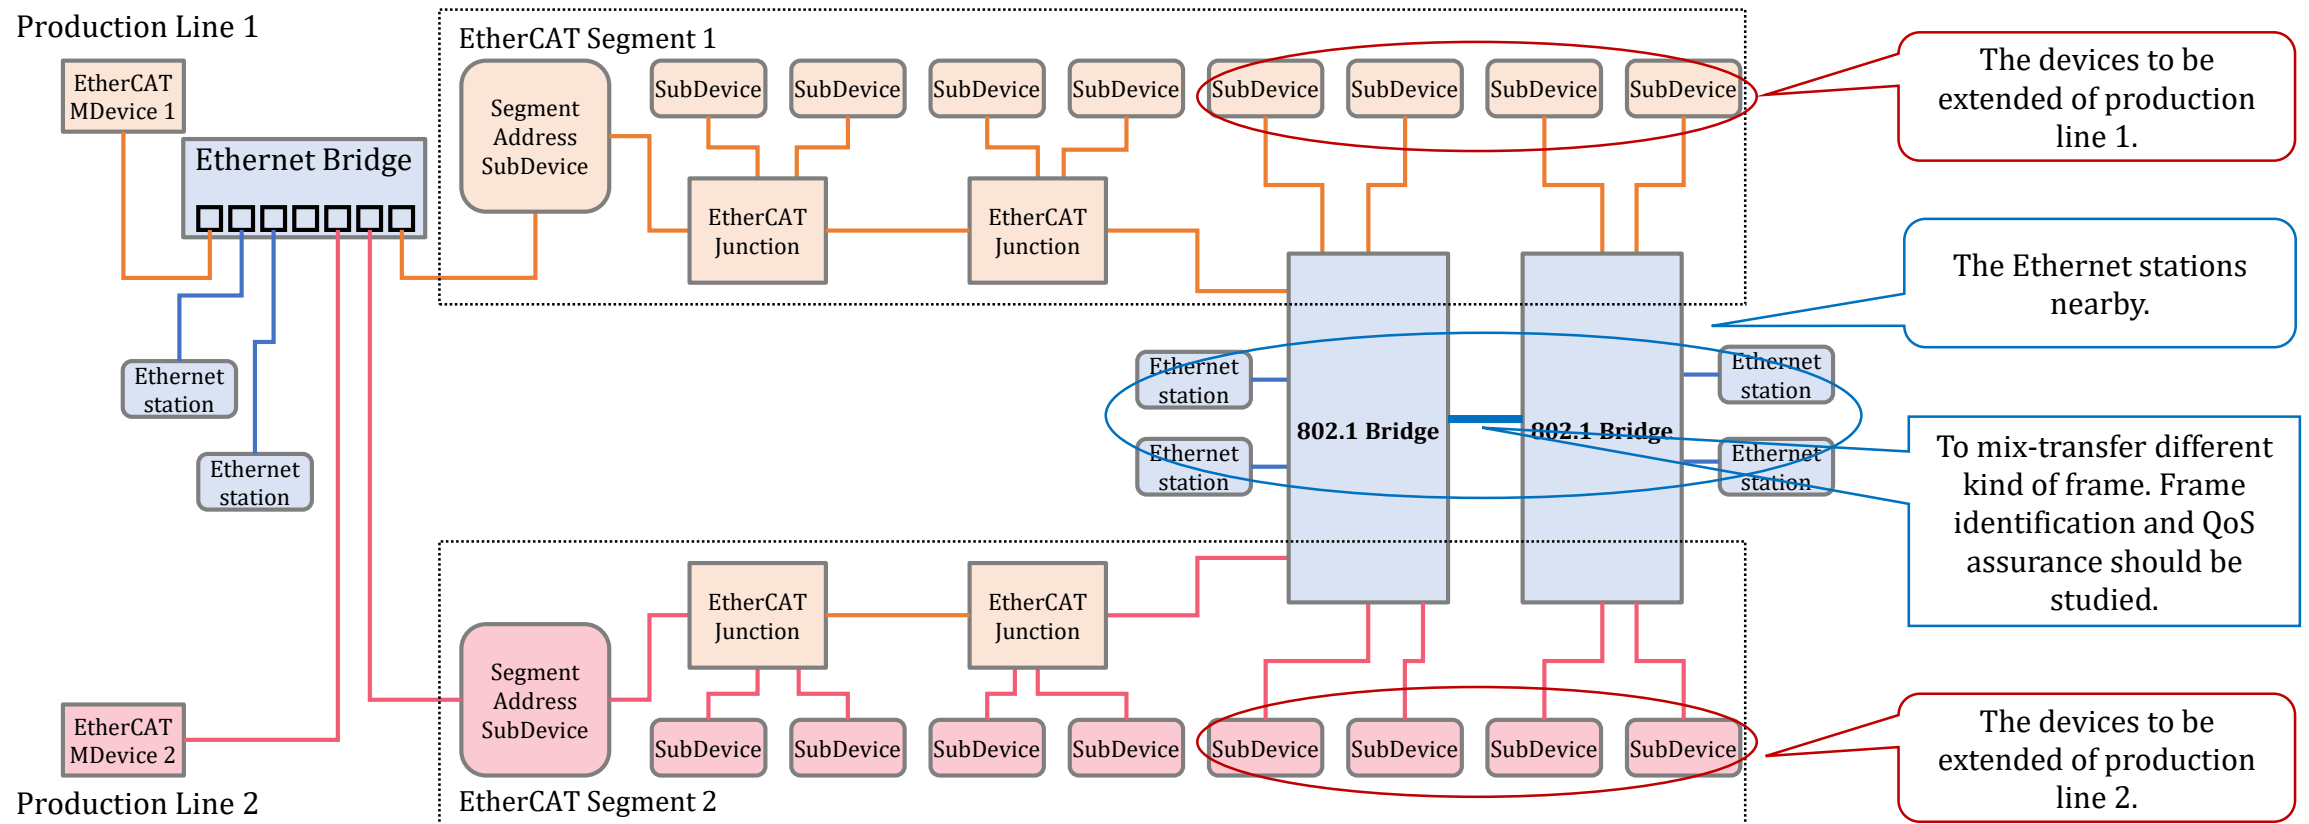 Production Line 1
EtherCAT
MDevice 1
Ethernet Bridge
Ethernet
station
Ethernet
station
EtherCAT Segment 1
Segment
Address
SubDevice
SubDevice
SubDevice
SubDevice
SubDevice
SubDevice
SubDevice
SubDevice
SubDevice
EtherCAT
Junction
EtherCAT
Junction
The devices to be
extended of production
line 1.
The Ethernet stations
nearby.
Ethernet
station
Ethernet
station
802.1 Bridge
802.1 Bridge
Ethernet
station
Ethernet
station
To mix-transfer different
kind of frame. Frame
identification and QoS
assurance should be
studied.
EtherCAT
Junction
EtherCAT
Junction
Segment
Address
SubDevice
SubDevice
SubDevice
SubDevice
SubDevice
SubDevice
SubDevice
SubDevice
SubDevice
EtherCAT Segment 2
EtherCAT
MDevice 2
Production Line 2
The devices to be
extended of production
line 2.